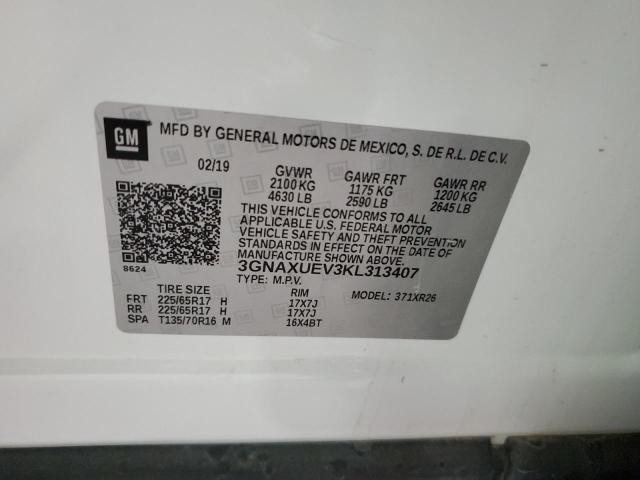 GM MFD BY GENERAL MOTORS DE MEXICO, S. DE R.L. DE C.V.
02/19 GVWR GAWR FRT GAWR RR
2100 KG 1175 KG 1200 KG
4630 LB 2590 LB 2645 LB
THIS VEHICLE CONFORMS TO ALL
APPLICABLE U.S. FEDERAL MOTOR
VEHICLE SAFETY AND THEFT PREVENTION
STANDARDS IN EFFECT ON THE DATE OF
MANUFACTURE SHOWN ABOVE.
8624 3GNAXUEV3KL313407
TYPE: M.P.V.
TIRE SIZE RIM MODEL: 371XR26
FRT 225/65R17 H 17X7J
RR 225/65R17 H 17X7J
SPA T135/70R16 M 16X4BT